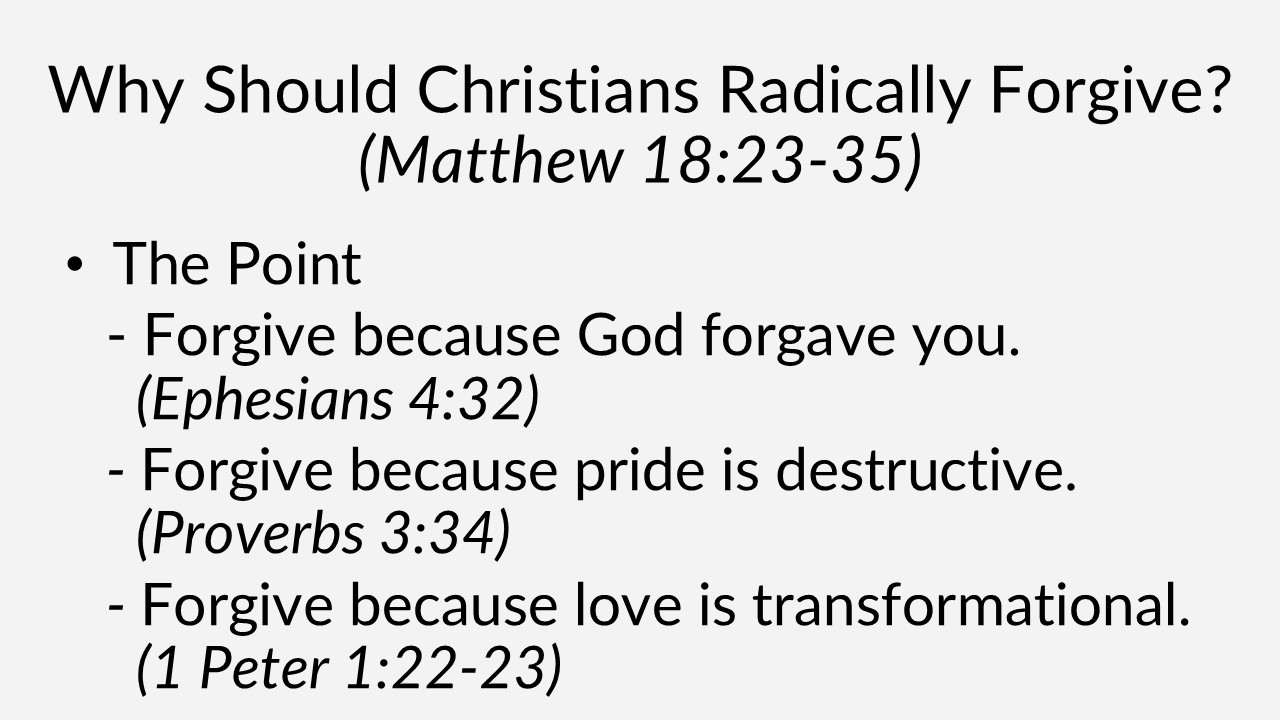 Why Should Christians Radically Forgive?
(Matthew 18:23-35)
• The Point
- Forgive because God forgave you.
(Ephesians 4:32)
- Forgive because pride is destructive.
(Proverbs 3:34)
- Forgive because love is transformational.
(1 Peter 1:22-23)